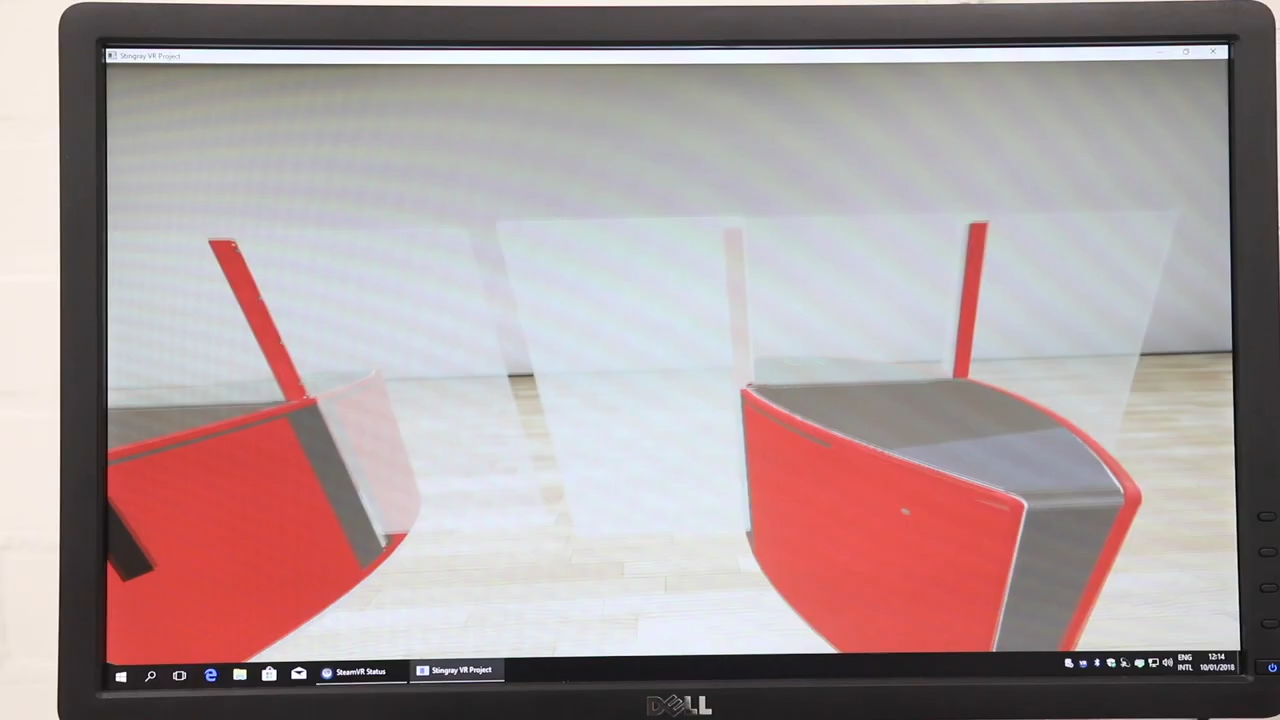 Stingray VR Project
SteamVR Status
Stingray VR Project
ENG
INTL
12:14
10/01/2018
DELL